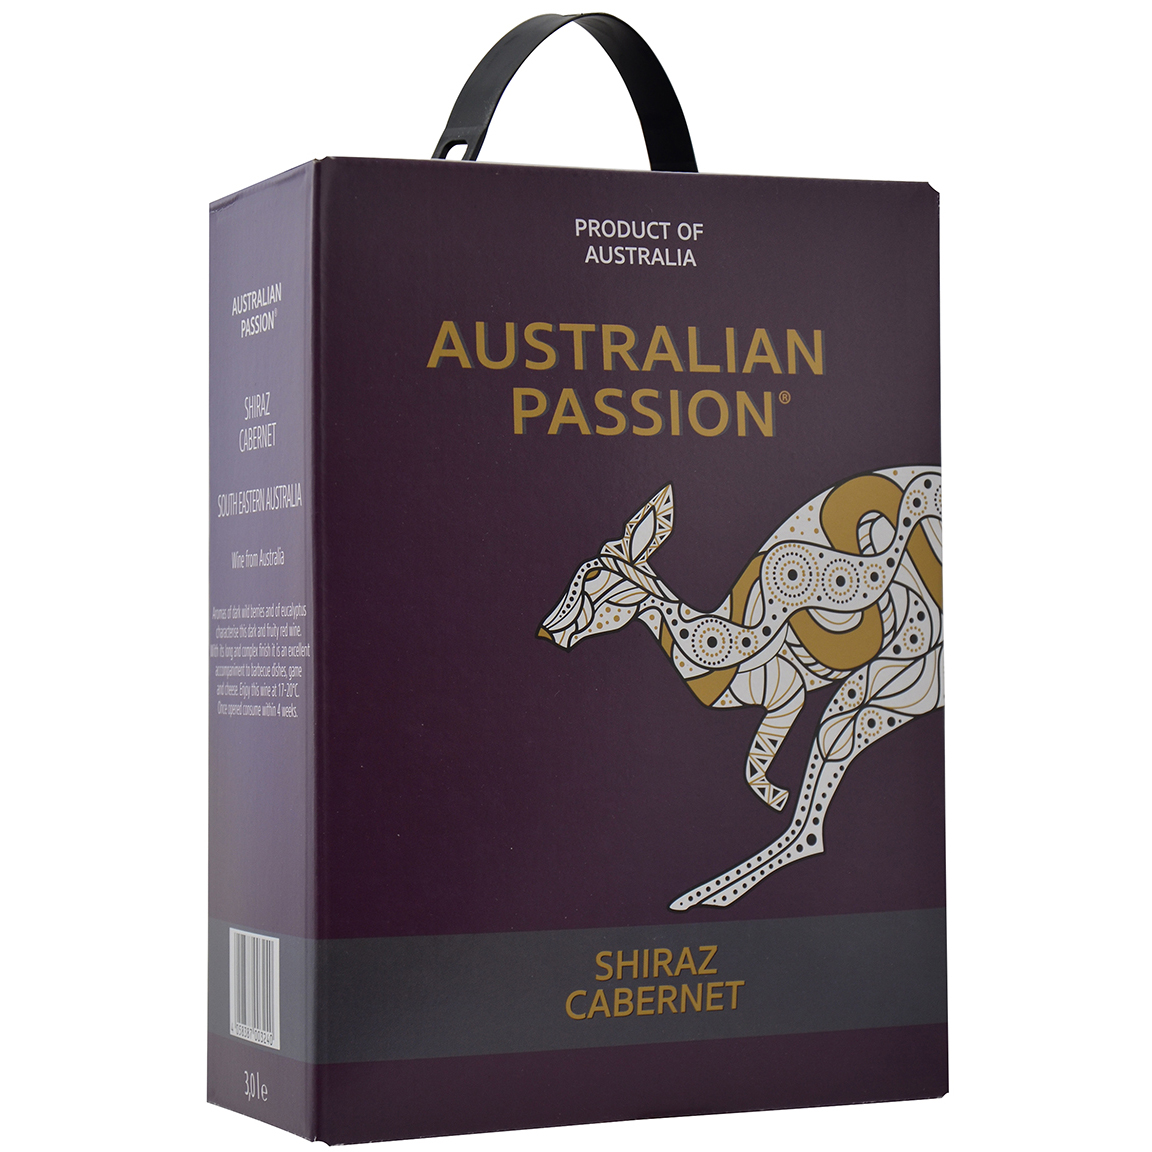 PRODUCT OF
AUSTRALIA
AUSTRALIAN
PASSION®
SHIRAZ
CABERNET
AUSTRALIAN
PASSION®
SHIRAZ
CABERNET
SOUTH EASTERN AUSTRALIA
Wine from Australia
Aromas of dark wild berries and of eucalyptus
characterise this dark and fruity red wine.
With its long and complex finish it is an excellent
accompaniment to barbecue dishes, game
and cheese. Enjoy this wine at 17-20°C.
Once opened consume within 4 weeks.
4 058387 003240
3,0 l e